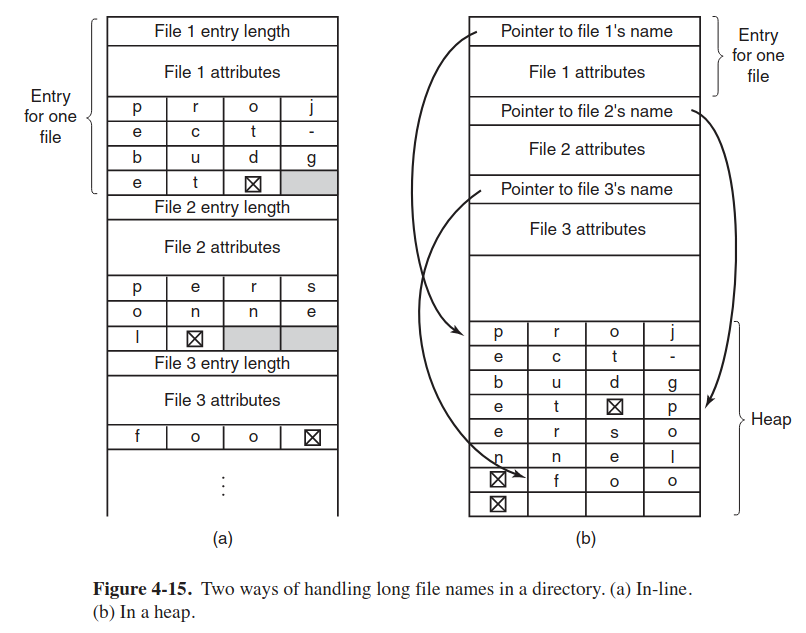 File 1 entry length
File 1 attributes
Entry
for one
file
p r o j
e c t -
b u d g
e t ☒
File 2 entry length
File 2 attributes
p e r s
o n n e
l ☒
File 3 entry length
File 3 attributes
f o o ☒
⋮
(a)
Pointer to file 1's name
File 1 attributes
Entry
for one
file
Pointer to file 2's name
File 2 attributes
Pointer to file 3's name
File 3 attributes
p r o j
e c t -
b u d g
e t ☒ p
e r s o
n n e l
☒ f o o
☒
Heap
(b)
Figure 4-15. Two ways of handling long file names in a directory. (a) In-line.
(b) In a heap.